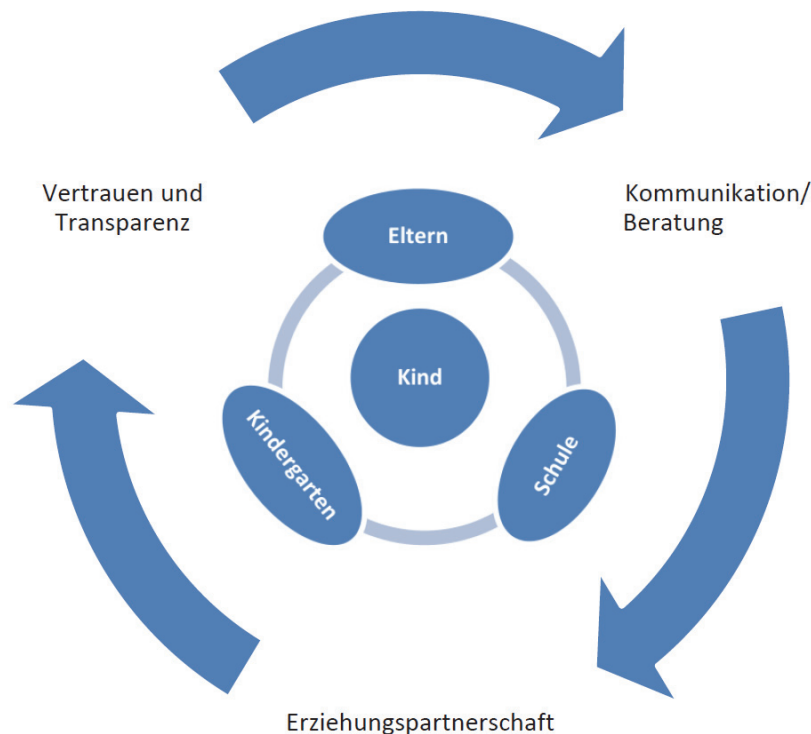 Vertrauen und
Transparenz
Kommunikation/
Beratung
Eltern
Kind
Kindergarten
Schule
Erziehungspartnerschaft